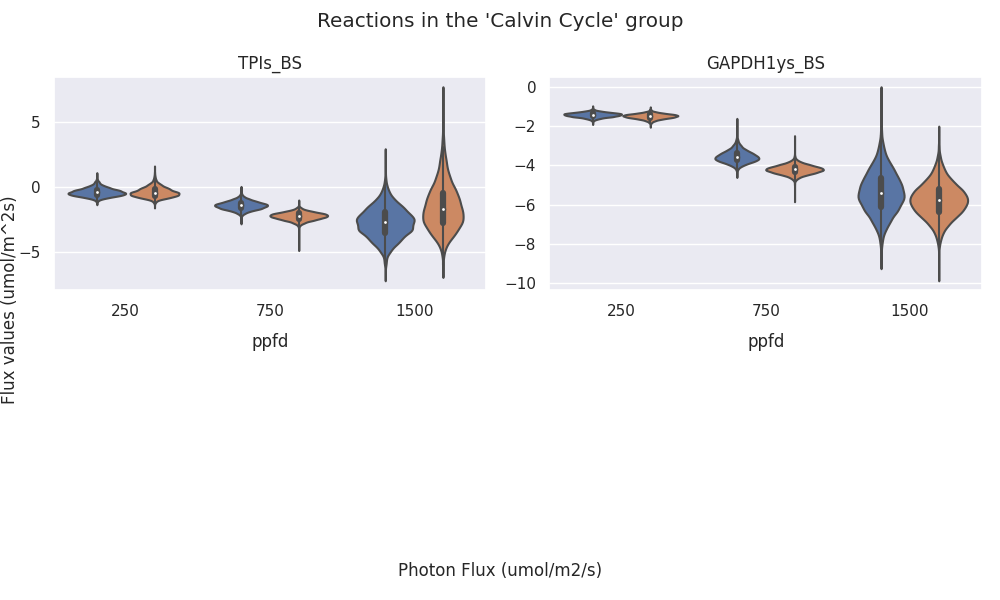 Reactions in the 'Calvin Cycle' group
TPIs_BS
GAPDH1ys_BS
5
0
−5
0
−2
−4
−6
−8
−10
250
750
1500
250
750
1500
ppfd
ppfd
Flux values (umol/m^2s)
Photon Flux (umol/m2/s)